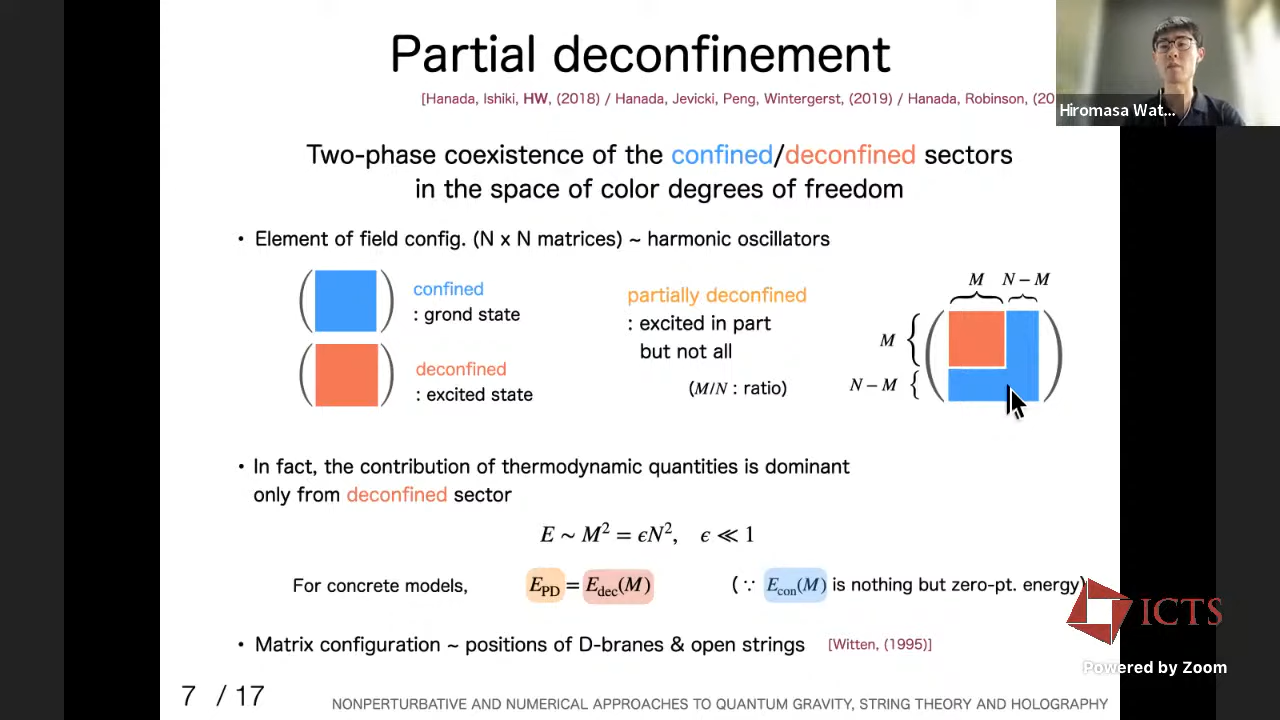 Partial deconfinement
[Hanada, Ishiki, HW, (2018) / Hanada, Jevicki, Peng, Wintergerst, (2019) / Hanada, Robinson, (20
Hiromasa Wat...
Two-phase coexistence of the confined/deconfined sectors
in the space of color degrees of freedom
• Element of field config. (N x N matrices) ~ harmonic oscillators
confined
: grond state
deconfined
: excited state
partially deconfined
: excited in part
but not all
(M/N : ratio)
M N − M
M
N − M
• In fact, the contribution of thermodynamic quantities is dominant
only from deconfined sector
E ~ M² = ϵN², ϵ ≪ 1
For concrete models, E_PD = E_dec(M) (∵ E_con(M) is nothing but zero-pt. energy)
ICTS
• Matrix configuration ~ positions of D-branes & open strings [Witten, (1995)]
Powered by Zoom
7 / 17
NONPERTURBATIVE AND NUMERICAL APPROACHES TO QUANTUM GRAVITY, STRING THEORY AND HOLOGRAPHY